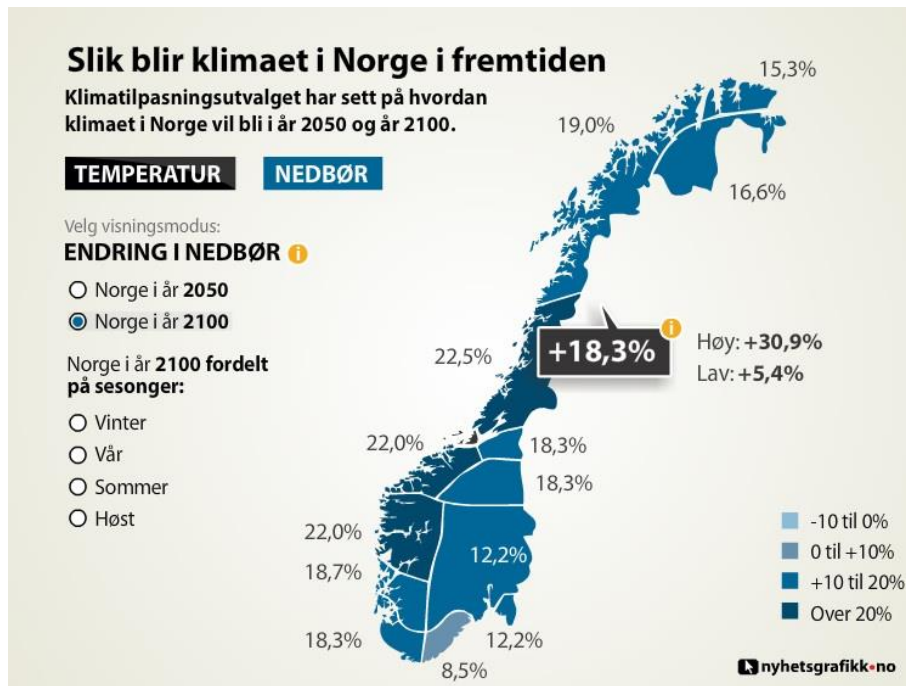 Slik blir klimaet i Norge i fremtiden
Klimatilpasningsutvalget har sett på hvordan
klimaet i Norge vil bli i år 2050 og år 2100.
TEMPERATUR
NEDBØR
Velg visningsmodus:
ENDRING I NEDBØR i
Norge i år 2050
Norge i år 2100
Norge i år 2100 fordelt
på sesonger:
Vinter
Vår
Sommer
Høst
15,3%
19,0%
16,6%
+18,3%
i
Høy: +30,9%
Lav: +5,4%
22,5%
22,0%
18,3%
18,3%
22,0%
12,2%
18,7%
18,3%
12,2%
8,5%
-10 til 0%
0 til +10%
+10 til 20%
Over 20%
nyhetsgrafikk•no